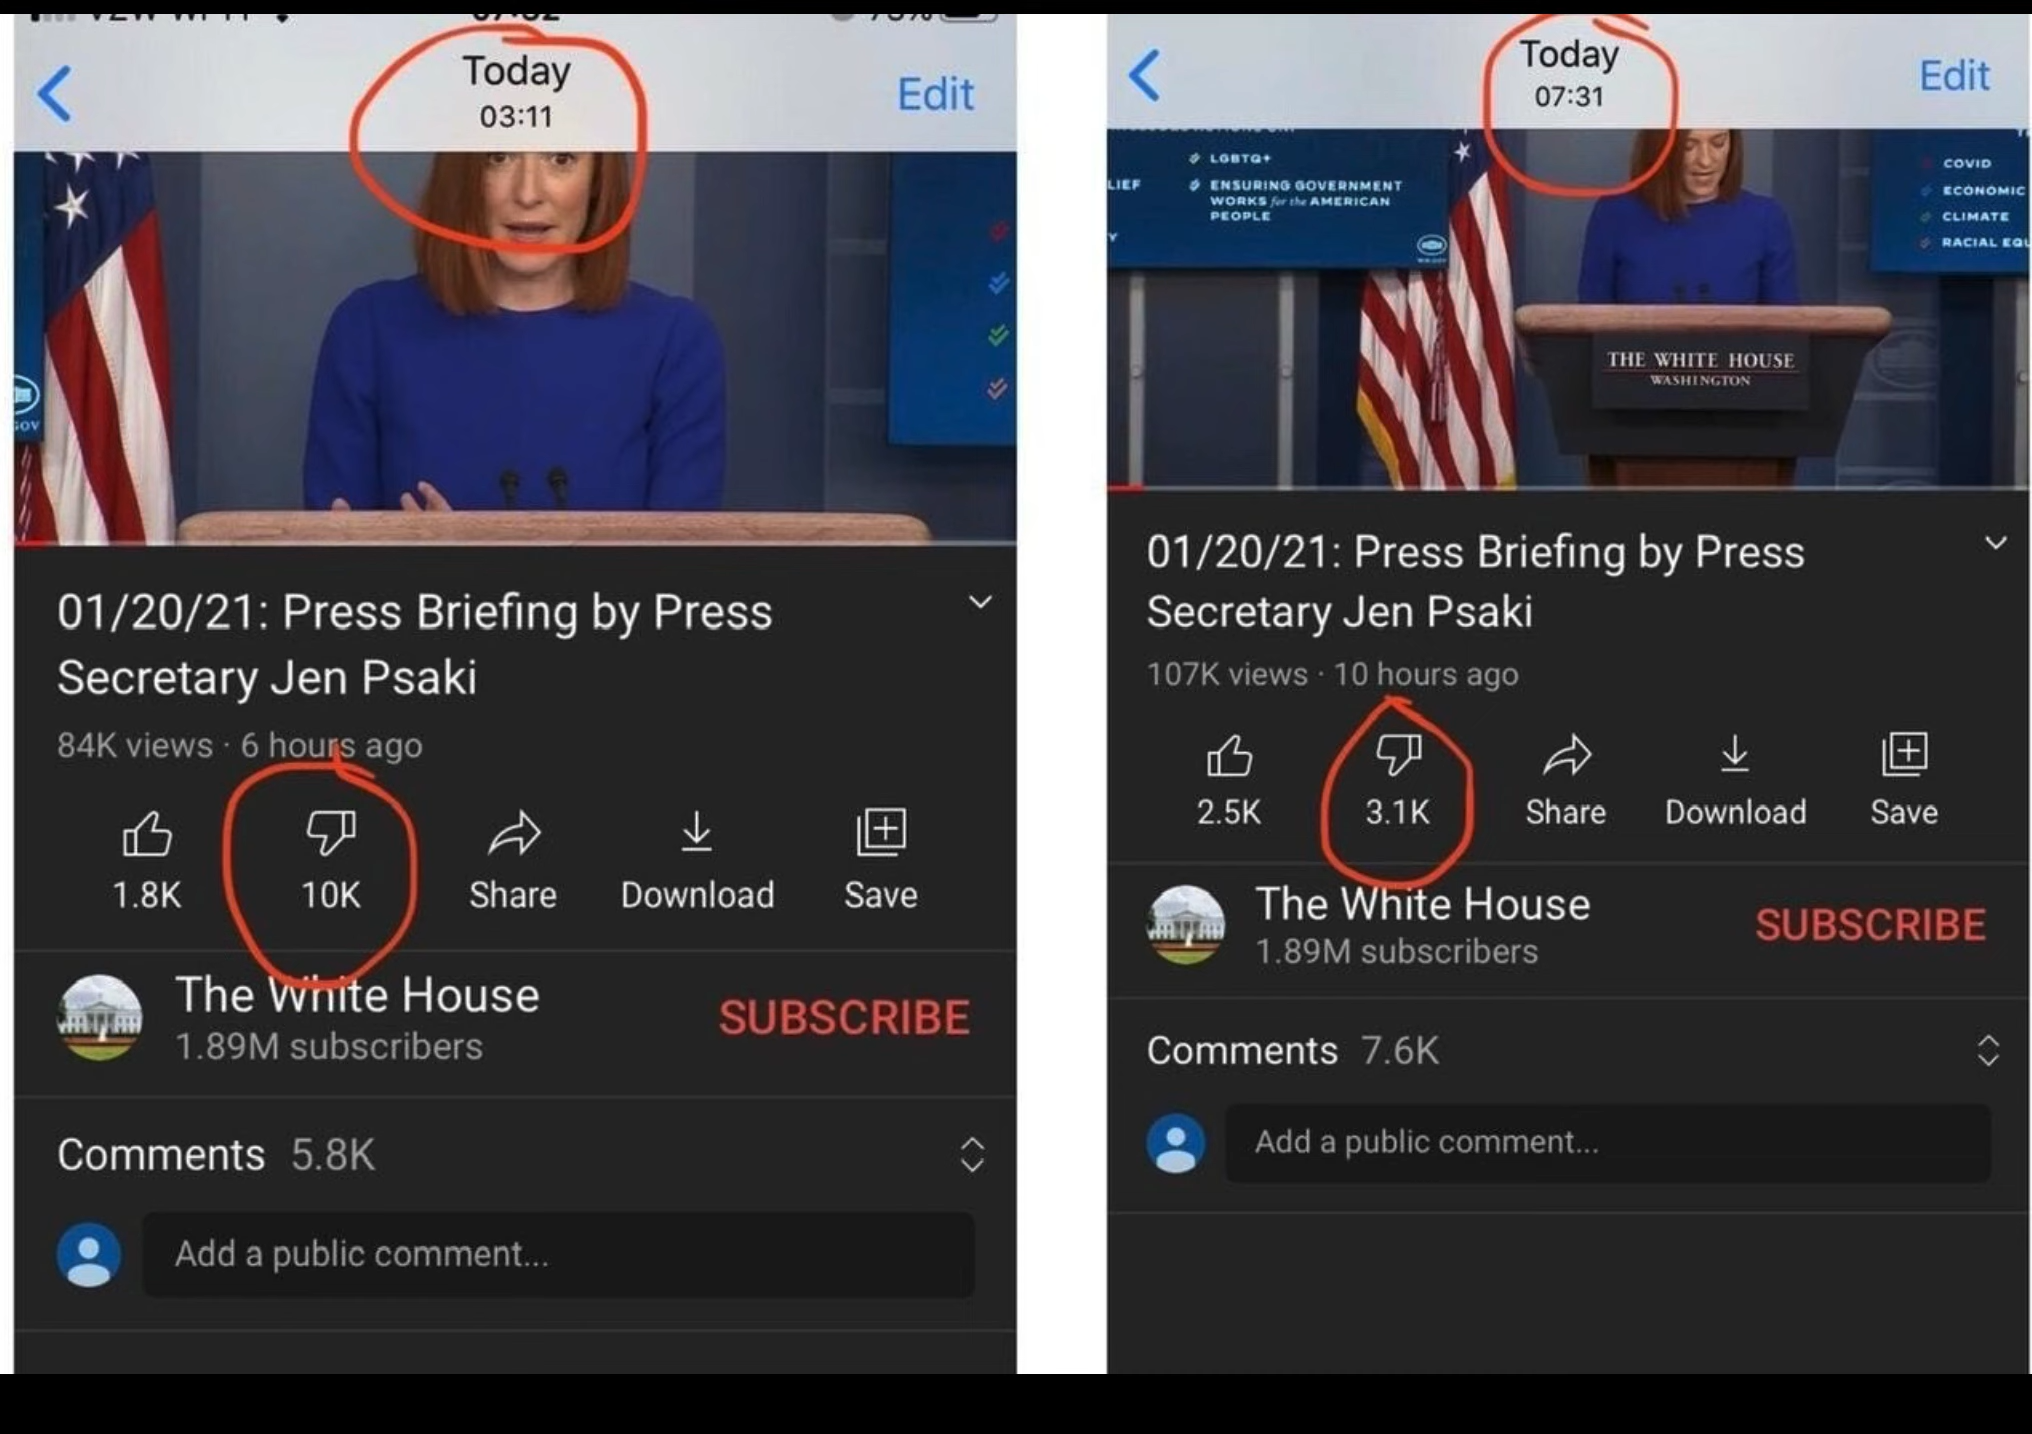 Today
03:11
Edit
GOV
01/20/21: Press Briefing by Press
Secretary Jen Psaki
84K views · 6 hours ago
1.8K
10K
Share
Download
Save
The White House
1.89M subscribers
SUBSCRIBE
Comments 5.8K
Add a public comment...
Today
07:31
Edit
LGBTQ+
ENSURING GOVERNMENT
WORKS for the AMERICAN
PEOPLE
COVID
ECONOMIC
CLIMATE
RACIAL EQU
THE WHITE HOUSE
WASHINGTON
01/20/21: Press Briefing by Press
Secretary Jen Psaki
107K views · 10 hours ago
2.5K
3.1K
Share
Download
Save
The White House
1.89M subscribers
SUBSCRIBE
Comments 7.6K
Add a public comment...